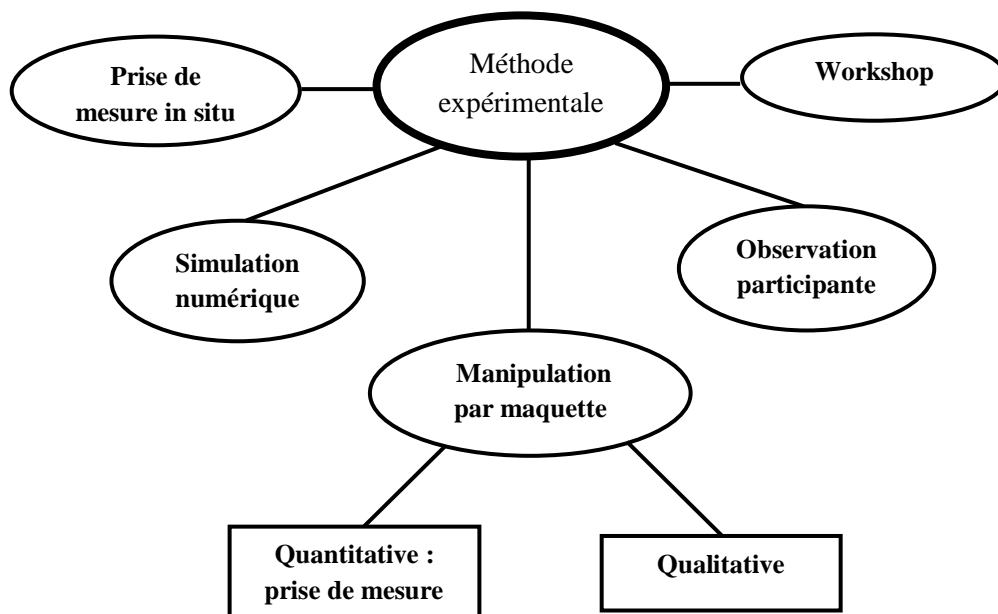 Méthode
expérimentale
Prise de
mesure in situ
Workshop
Simulation
numérique
Observation
participante
Manipulation
par maquette
Quantitative :
prise de mesure
Qualitative